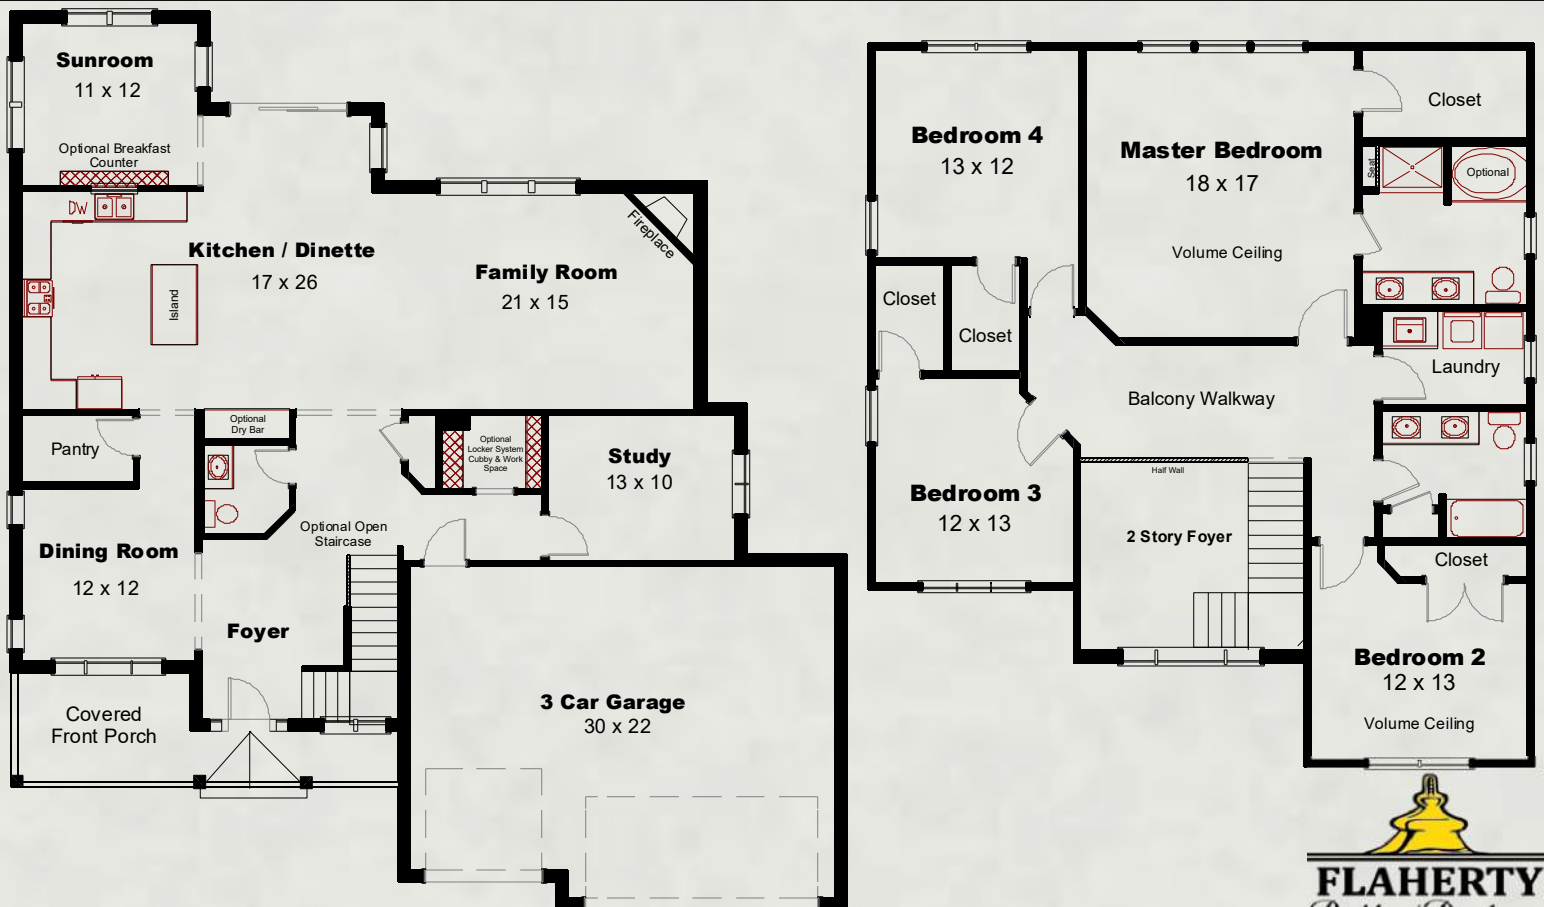 Sunroom
11 x 12
Optional Breakfast
Counter
DW
Kitchen / Dinette
17 x 26
Island
Family Room
21 x 15
Fireplace
Pantry
Optional
Dry Bar
Optional
Locker System
Cubby & Work
Space
Study
13 x 10
Dining Room
12 x 12
Optional Open
Staircase
Foyer
Covered
Front Porch
3 Car Garage
30 x 22
Bedroom 4
13 x 12
Master Bedroom
18 x 17
Volume Ceiling
Closet
Seat
Optional
Closet
Closet
Laundry
Balcony Walkway
Half Wall
Bedroom 3
12 x 13
2 Story Foyer
Closet
Bedroom 2
12 x 13
Volume Ceiling
FLAHERTY